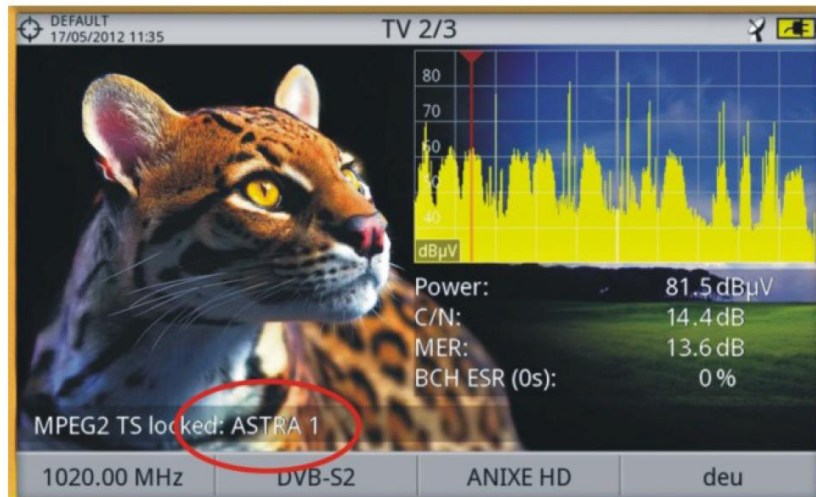 DEFAULT
17/05/2012 11:35
TV 2/3
80
70
60
50
40
dBµV
Power: 81.5 dBµV
C/N: 14.4 dB
MER: 13.6 dB
BCH ESR (0s): 0 %
MPEG2 TS locked: ASTRA 1
1020.00 MHz DVB-S2 ANIXE HD deu